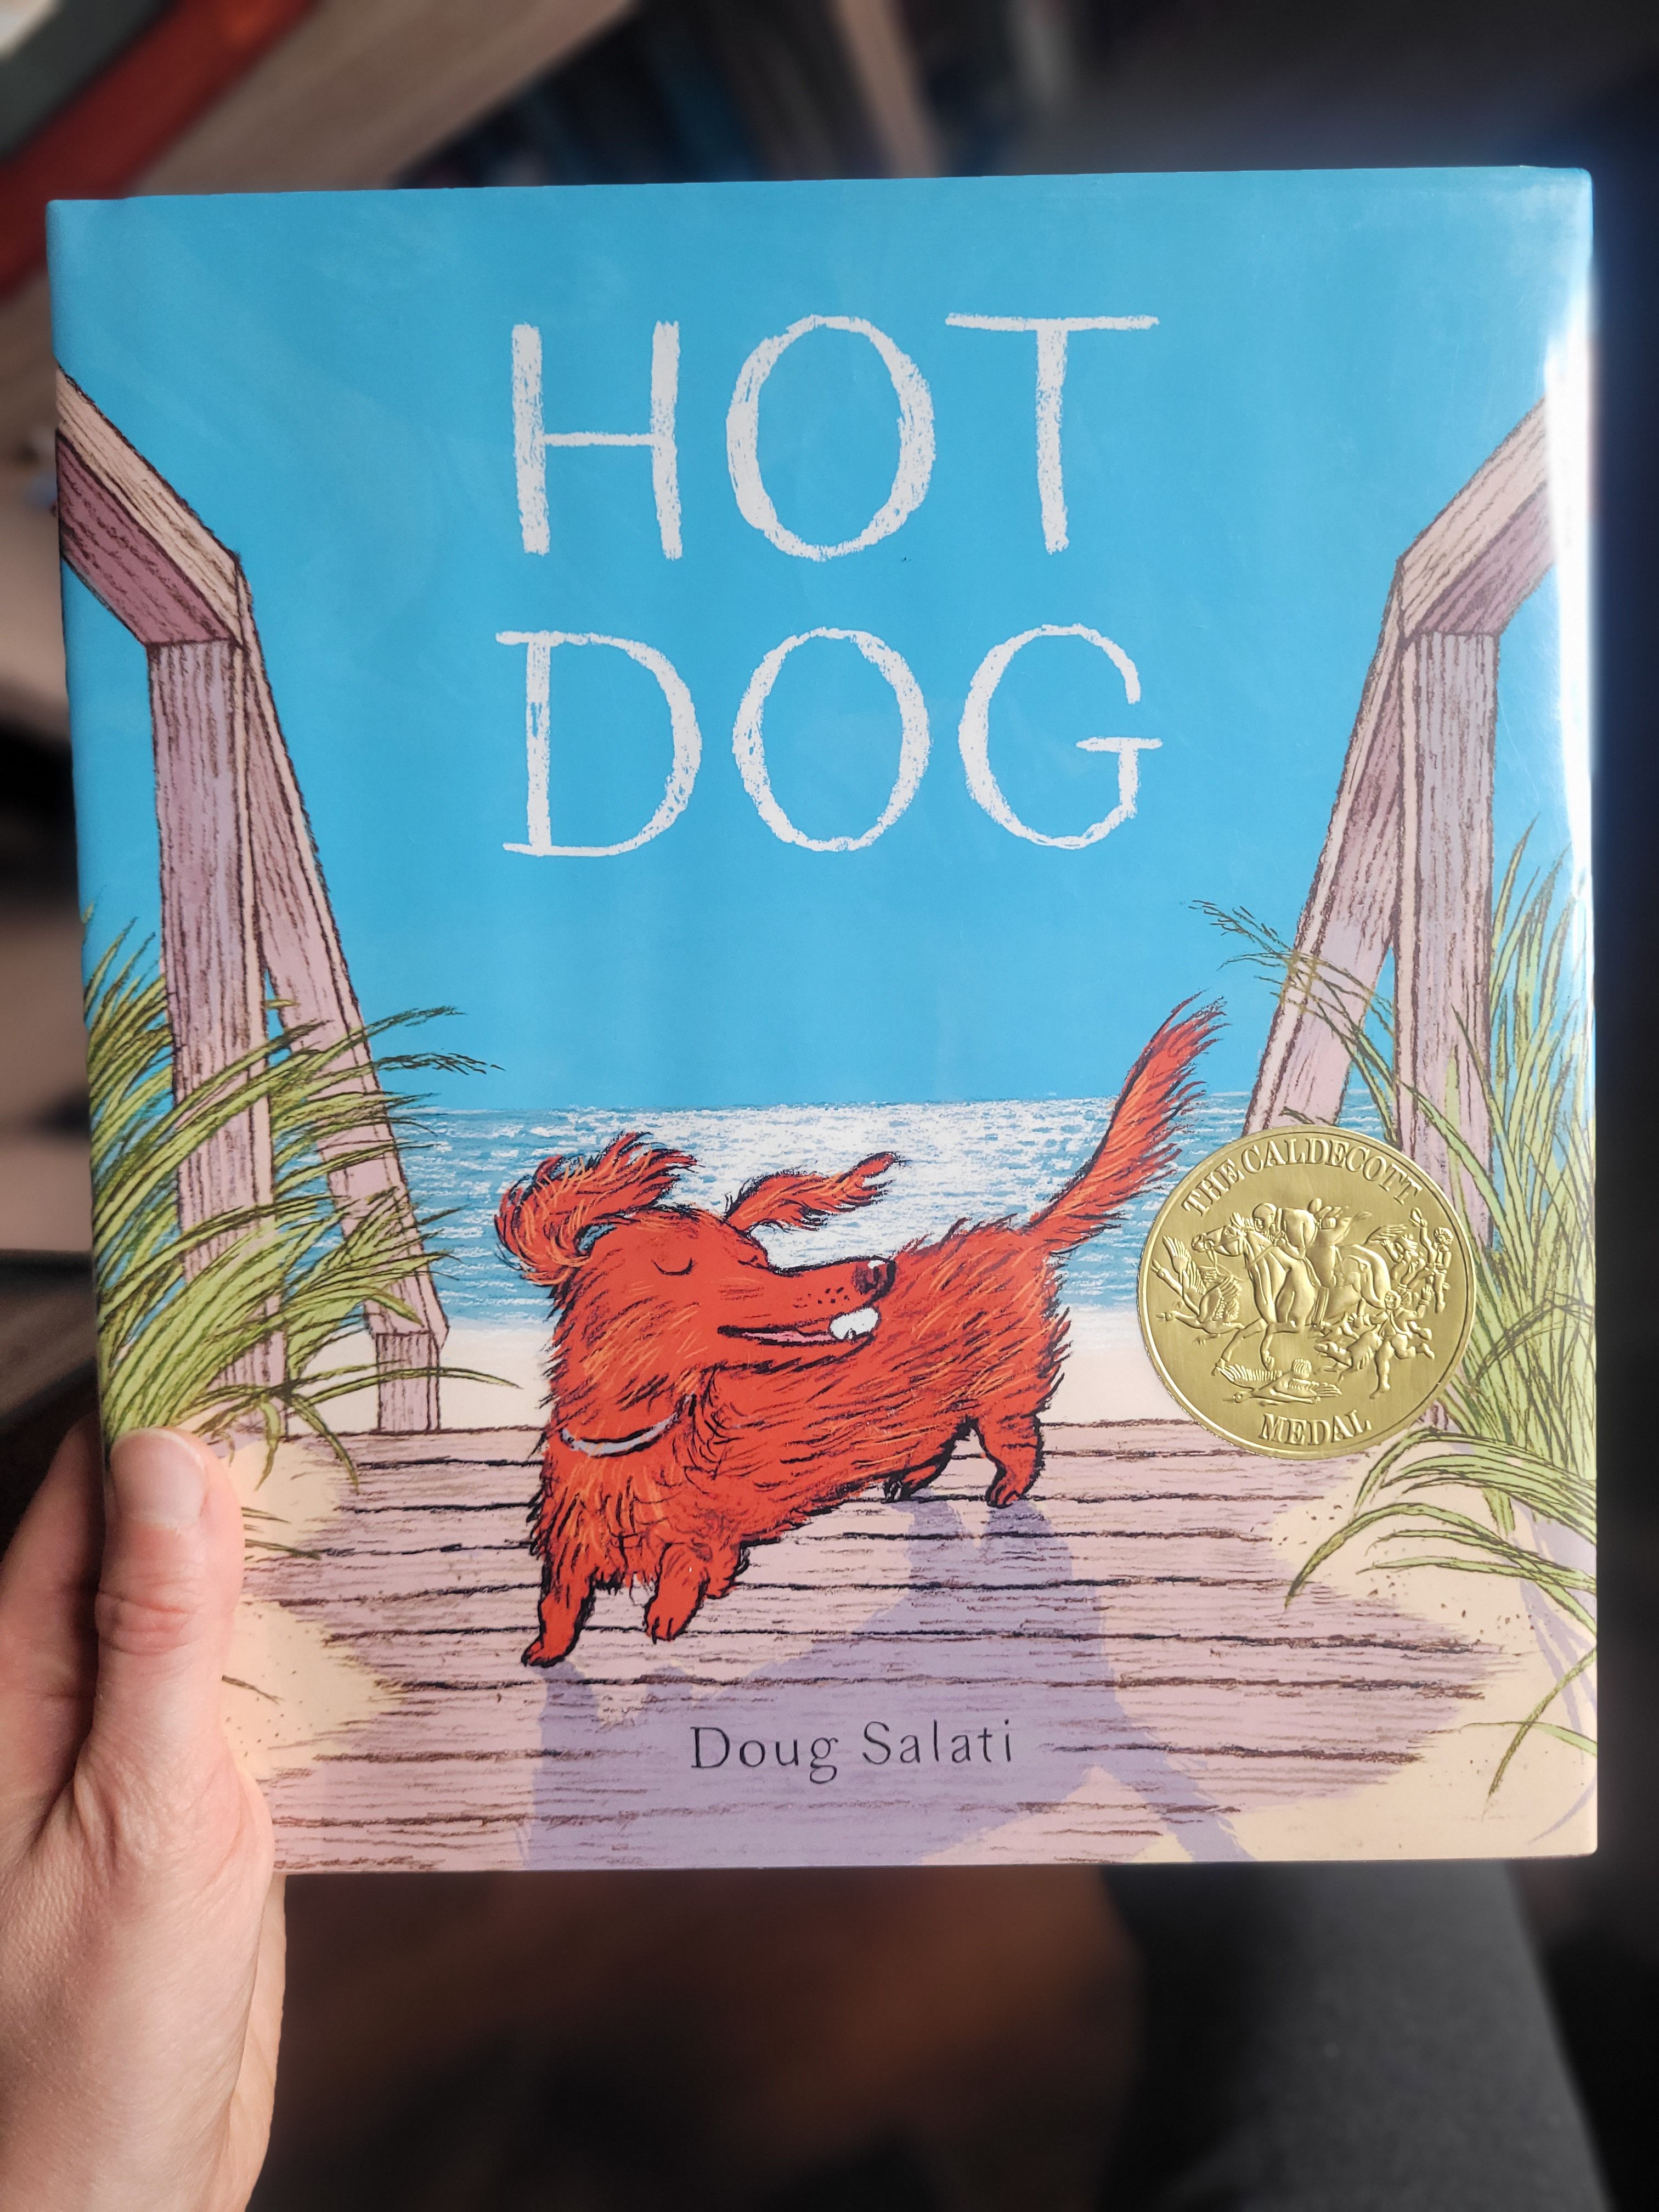 HOT
DOG
THE CALDECOTT
MEDAL
Doug Salati